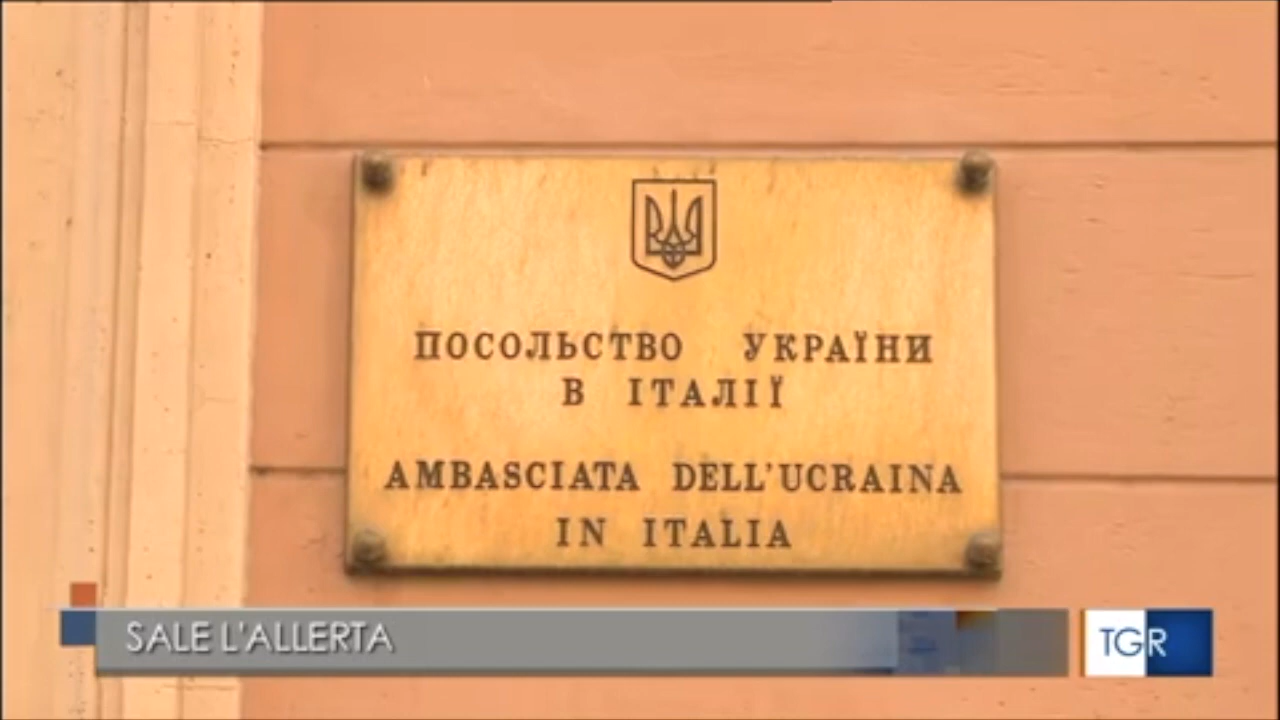 ПОСОЛЬСТВО УКРАЇНИ
В ІТАЛІЇ
AMBASCIATA DELL'UCRAINA
IN ITALIA
SALE L'ALLERTA
TGR